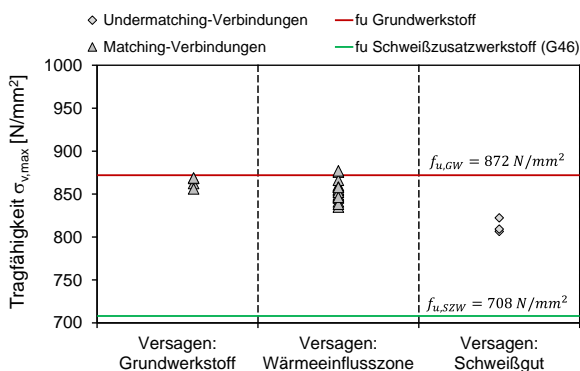 Undermatching-Verbindungen
fu Grundwerkstoff
Matching-Verbindungen
fu Schweißzusatzwerkstoff (G46)
Tragfähigkeit σv,max [N/mm²]
1000
950
900
850
800
750
700
fu,GW = 872 N/mm²
fu,SZW = 708 N/mm²
Versagen:
Grundwerkstoff
Versagen:
Wärmeeinflusszone
Versagen:
Schweißgut